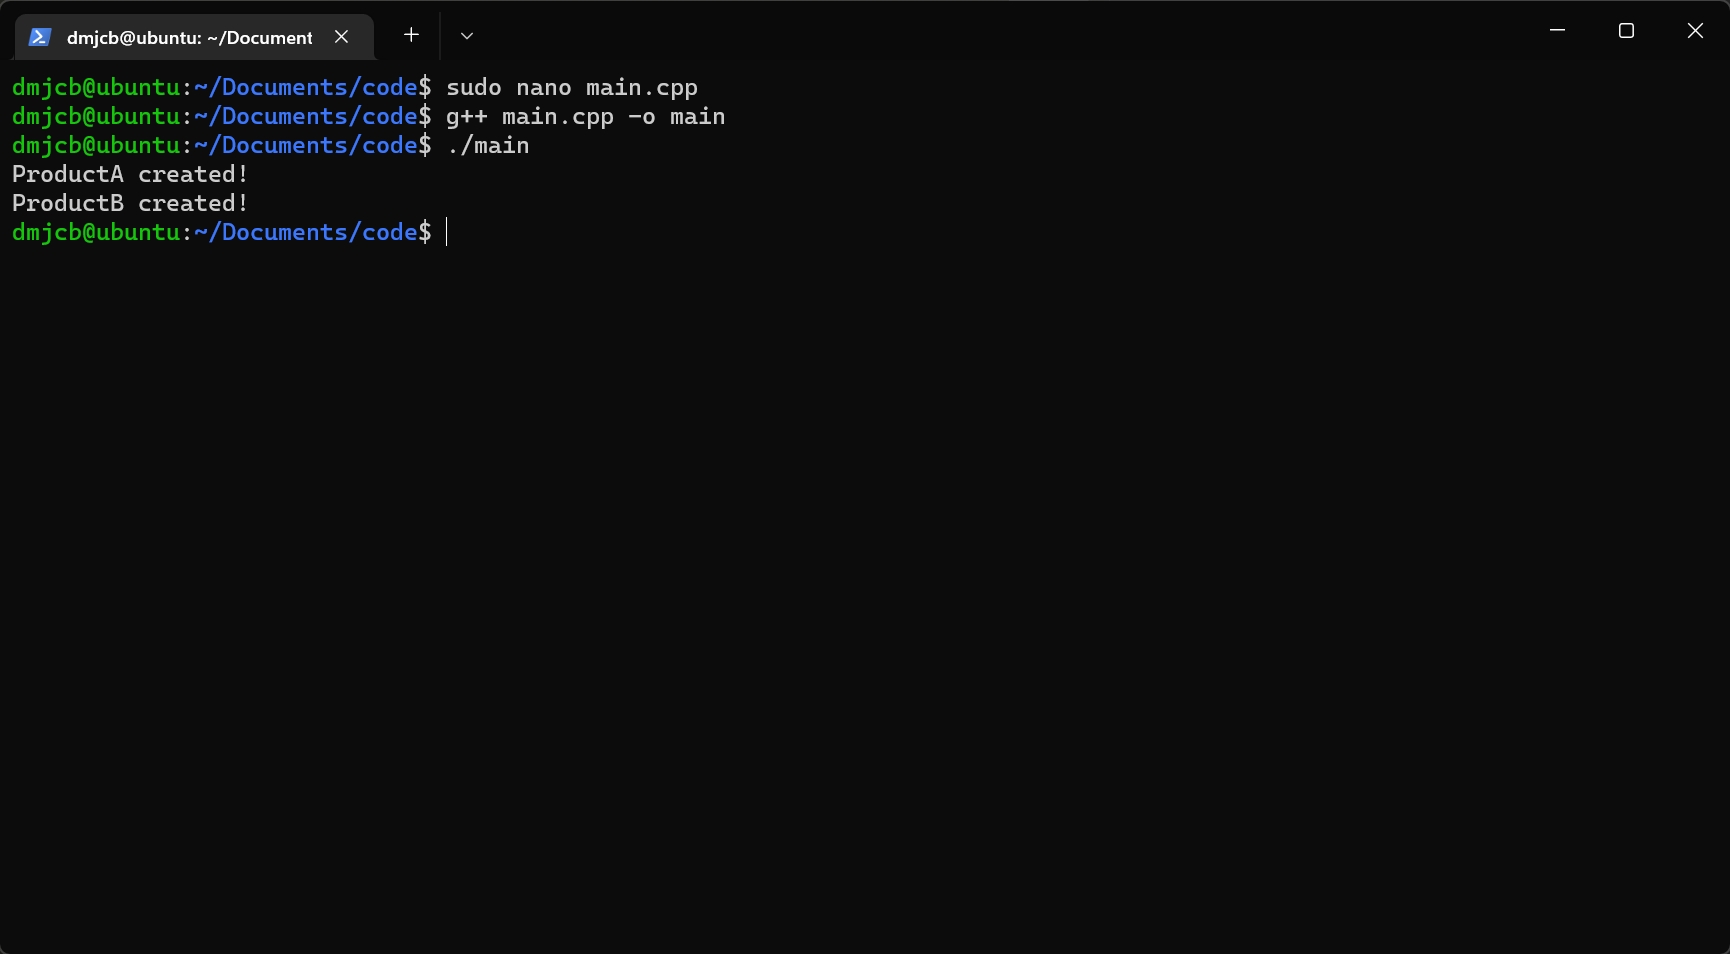 dmjcb@ubuntu: ~/Document
dmjcb@ubuntu:~/Documents/code$ sudo nano main.cpp
dmjcb@ubuntu:~/Documents/code$ g++ main.cpp -o main
dmjcb@ubuntu:~/Documents/code$ ./main
ProductA created!
ProductB created!
dmjcb@ubuntu:~/Documents/code$